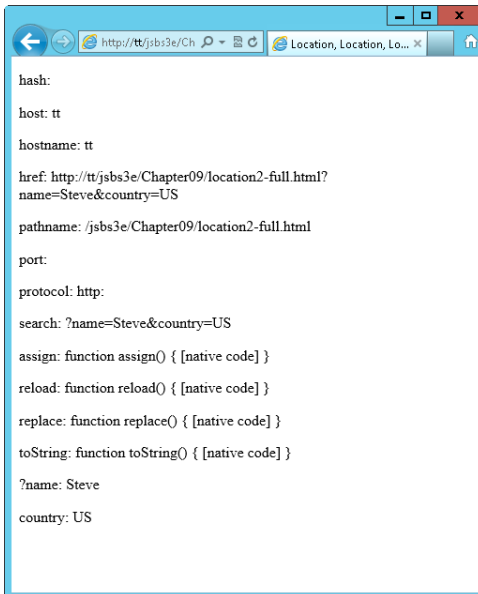 http://tt/jsbs3e/Ch
Location, Location, Lo...
hash:
host: tt
hostname: tt
href: http://tt/jsbs3e/Chapter09/location2-full.html?
name=Steve&country=US
pathname: /jsbs3e/Chapter09/location2-full.html
port:
protocol: http:
search: ?name=Steve&country=US
assign: function assign() { [native code] }
reload: function reload() { [native code] }
replace: function replace() { [native code] }
toString: function toString() { [native code] }
?name: Steve
country: US